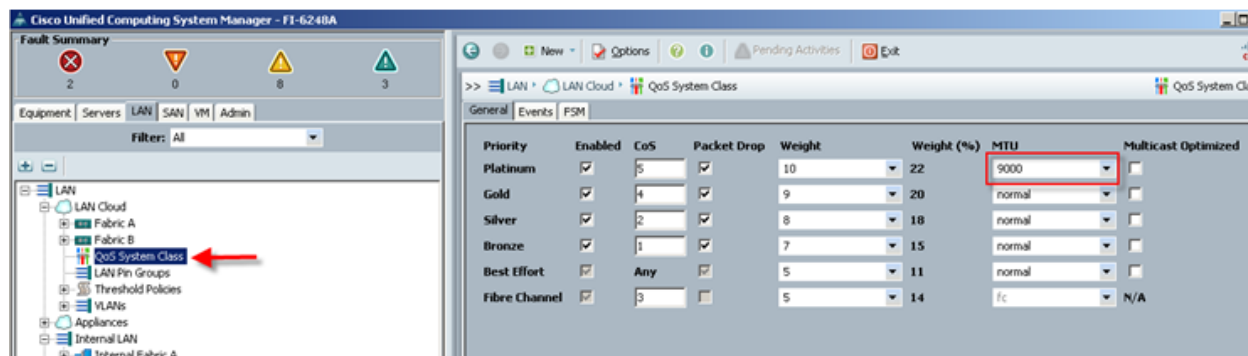 Cisco Unified Computing System Manager - FI-6248A
Fault Summary
2 0 8 3
Equipment Servers LAN SAN VM Admin
Filter: All
LAN
LAN Cloud
Fabric A
Fabric B
QoS System Class
LAN Pin Groups
Threshold Policies
VLANs
Appliances
Internal LAN
Internal Fabric A
New Options Pending Activities Exit
>> LAN LAN Cloud QoS System Class QoS System Cla
General Events FSM
Priority Enabled CoS Packet Drop Weight Weight (%) MTU Multicast Optimized
Platinum 5 10 22 9000
Gold 4 9 20 normal
Silver 2 8 18 normal
Bronze 1 7 15 normal
Best Effort Any 5 11 normal
Fibre Channel 3 5 14 fc N/A